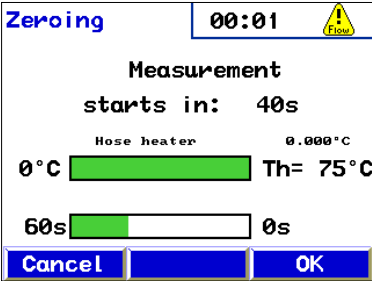 Zeroing 00:01 Flow
Measurement
starts in: 40s
Hose heater 0.000°C
0°C Th= 75°C
60s 0s
Cancel OK